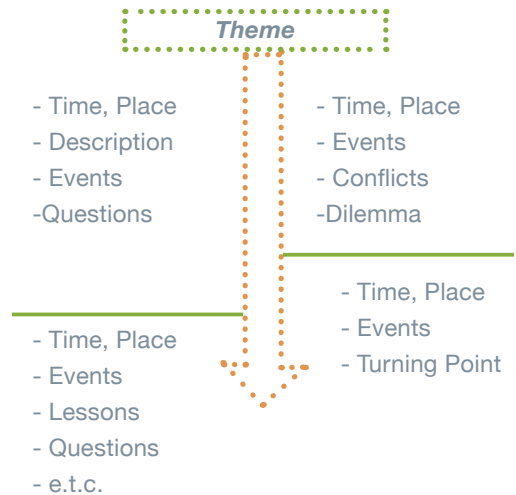 Theme
- Time, Place
- Description
- Events
-Questions
- Time, Place
- Events
- Conflicts
-Dilemma
- Time, Place
- Events
- Turning Point
- Time, Place
- Events
- Lessons
- Questions
- e.t.c.